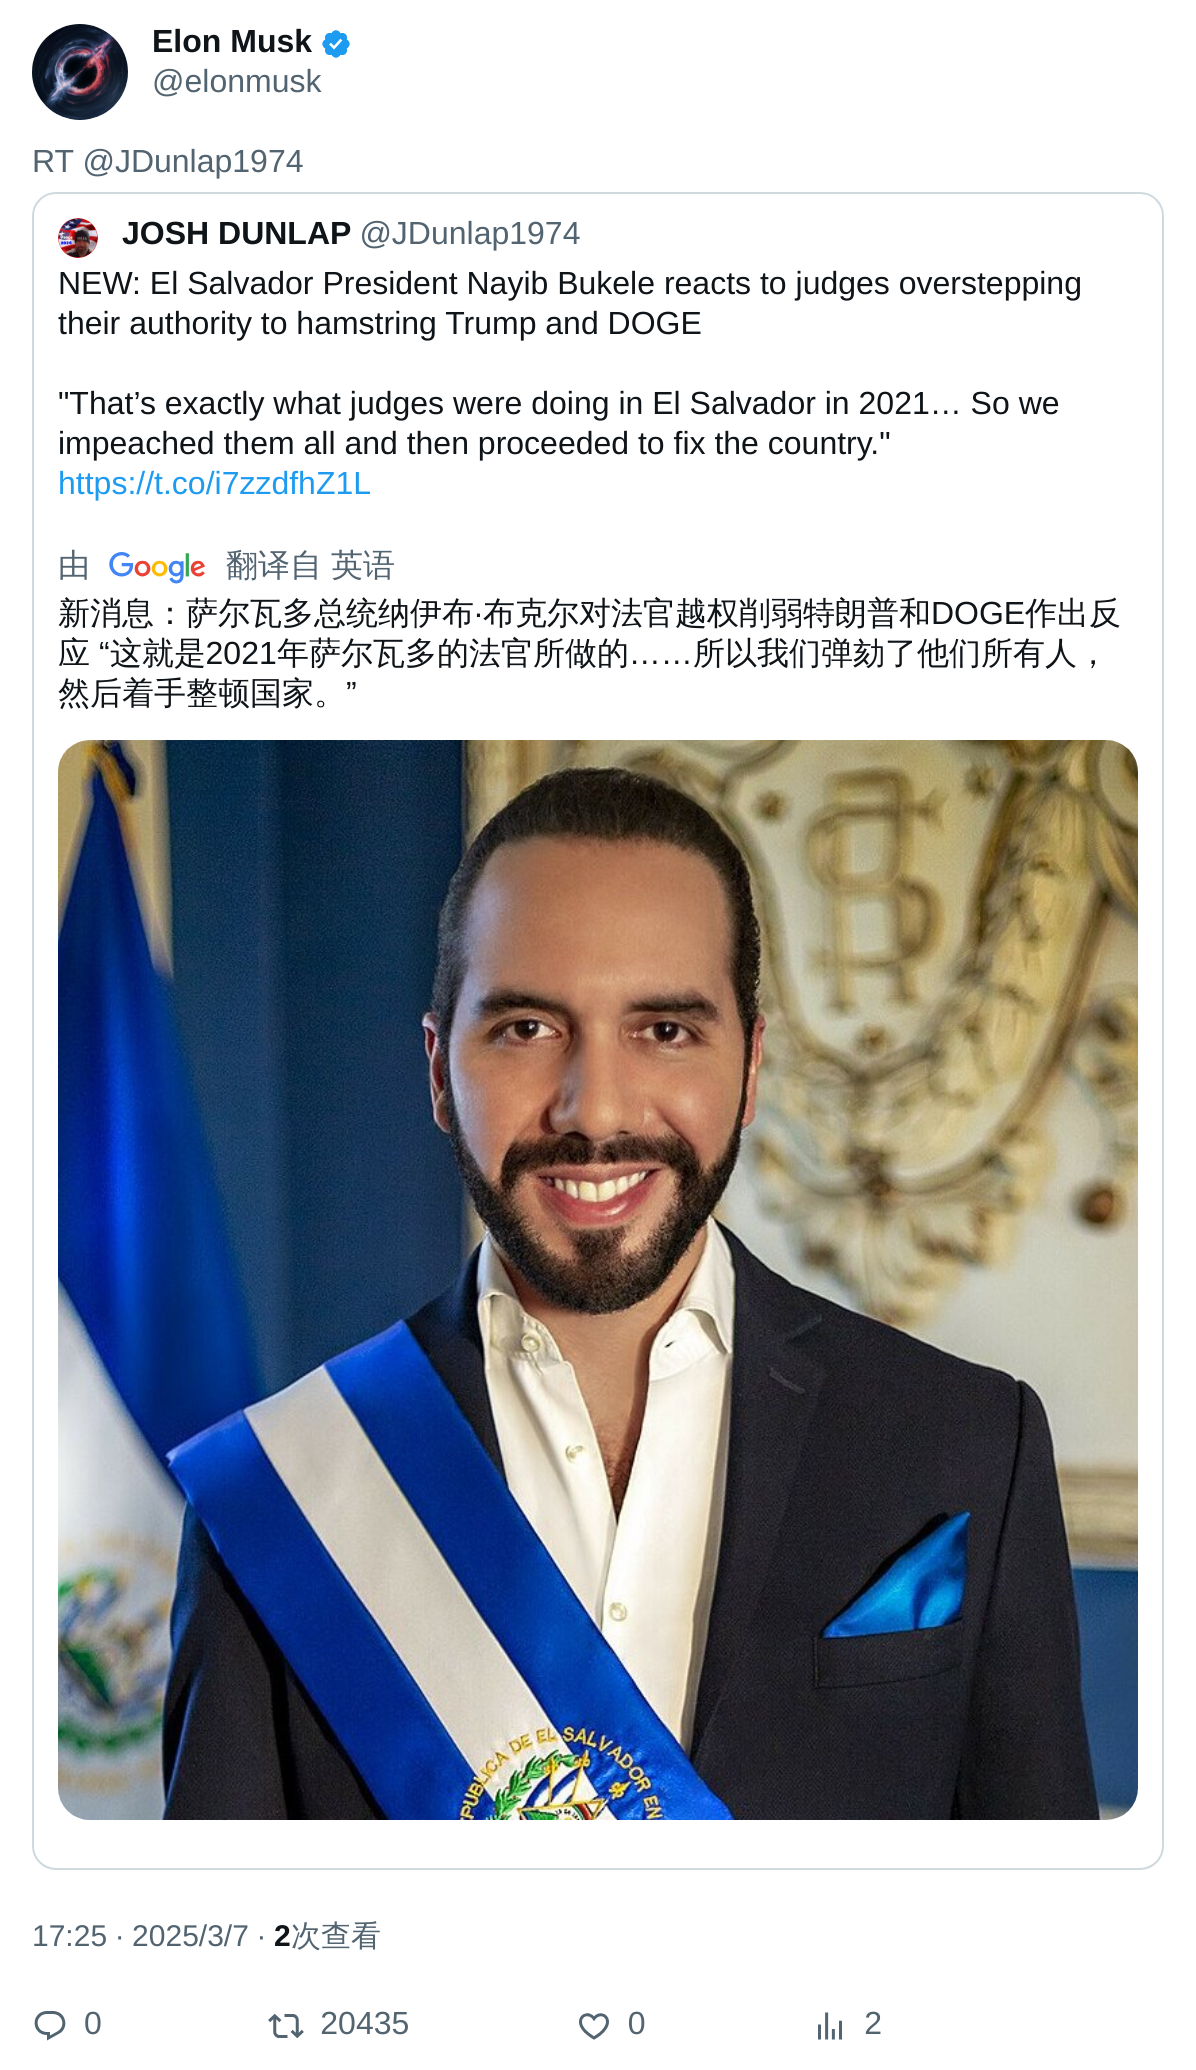 Elon Musk
@elonmusk
RT @JDunlap1974
JOSH DUNLAP @JDunlap1974
NEW: El Salvador President Nayib Bukele reacts to judges overstepping
their authority to hamstring Trump and DOGE
"That’s exactly what judges were doing in El Salvador in 2021… So we
impeached them all and then proceeded to fix the country."
https://t.co/i7zzdfhZ1L
由 Google 翻译自 英语
新消息：萨尔瓦多总统纳伊布·布克尔对法官越权削弱特朗普和DOGE作出反
应 “这就是2021年萨尔瓦多的法官所做的……所以我们弹劾了他们所有人，
然后着手整顿国家。”
PUBLICA DE EL SALVADOR EN
17:25 · 2025/3/7 · 2次查看
0 20435 0 2